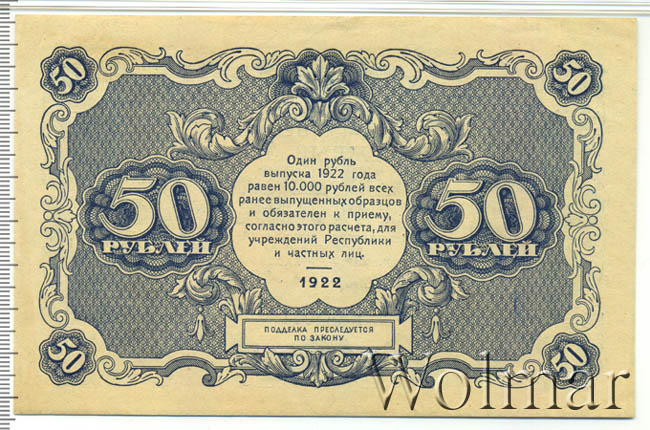 50
50
Один рубль
выпуска 1922 года
равен 10.000 рублей всех
ранее выпущенных образцов
и обязателен к приему,
согласно этого расчета, для
учреждений Республики
и частных лиц.
1922
50
РУБЛЕЙ
50
РУБЛЕЙ
ПОДДЕЛКА ПРЕСЛЕДУЕТСЯ
ПО ЗАКОНУ
50
50
Wolmar